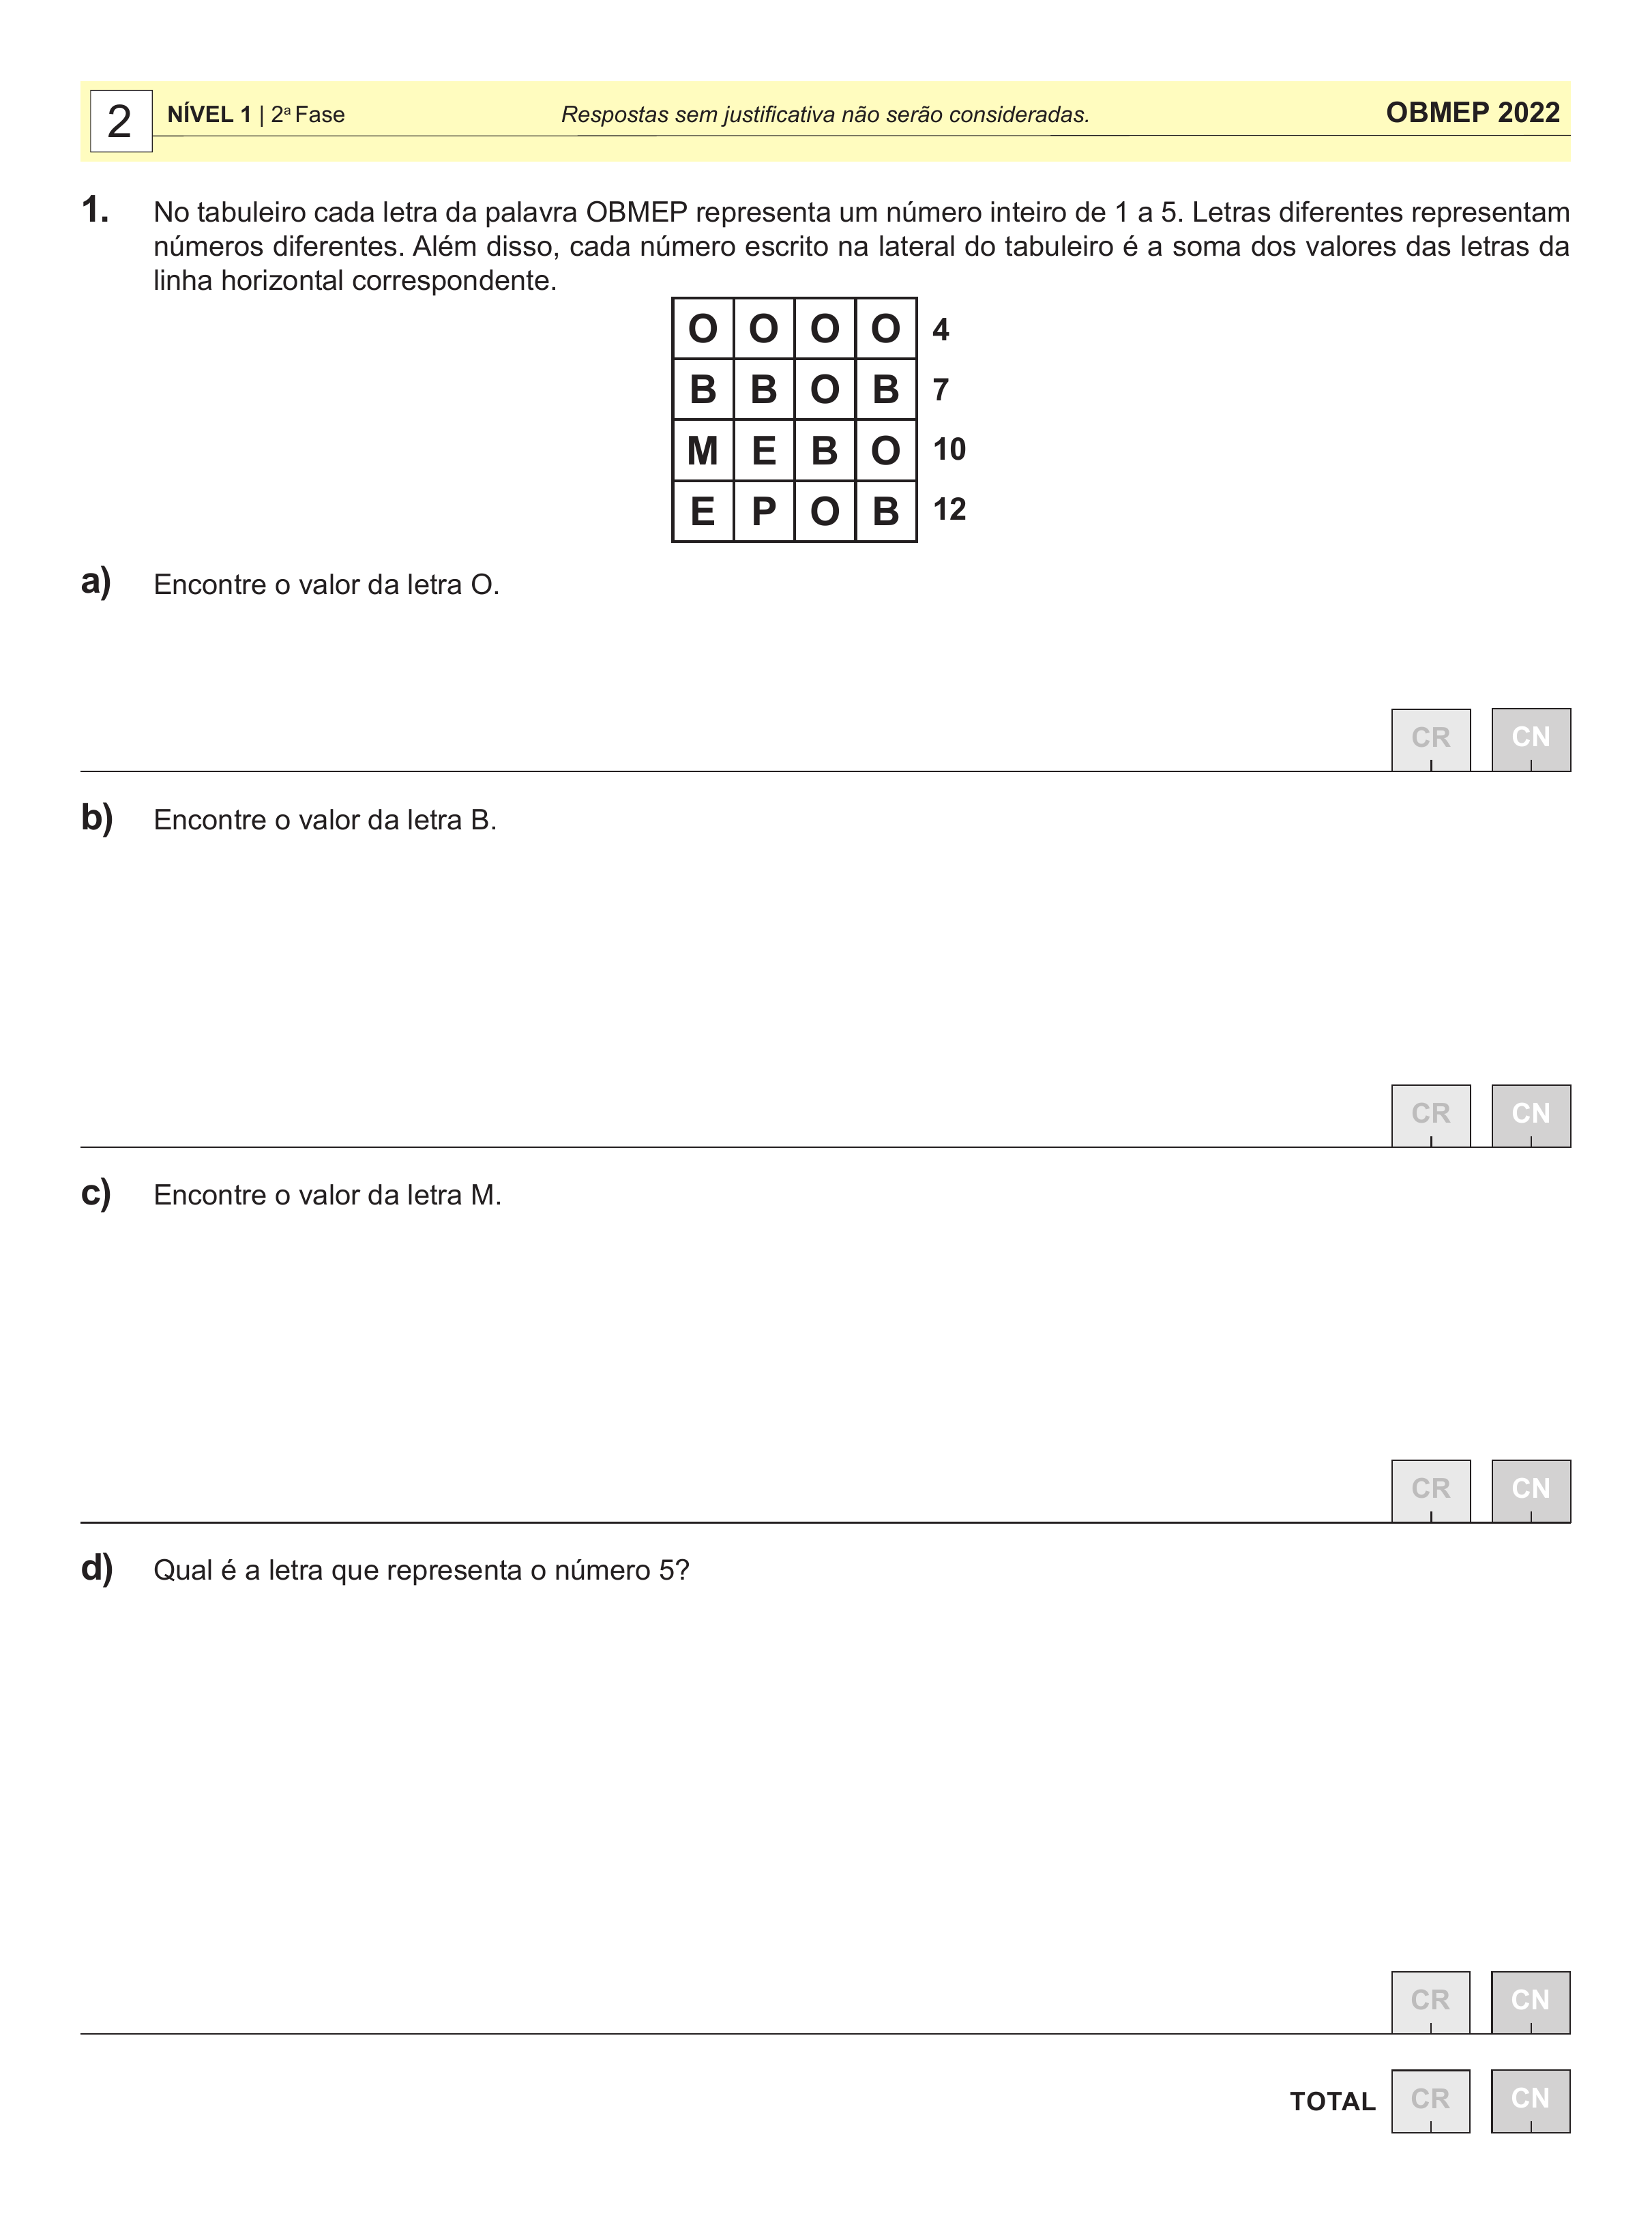 2 NÍVEL 1 | 2ª Fase Respostas sem justificativa não serão consideradas. OBMEP 2022
1. No tabuleiro cada letra da palavra OBMEP representa um número inteiro de 1 a 5. Letras diferentes representam
números diferentes. Além disso, cada número escrito na lateral do tabuleiro é a soma dos valores das letras da
linha horizontal correspondente.
O O O O 4
B B O B 7
M E B O 10
E P O B 12
a) Encontre o valor da letra O.
CR CN
b) Encontre o valor da letra B.
CR CN
c) Encontre o valor da letra M.
CR CN
d) Qual é a letra que representa o número 5?
CR CN
TOTAL CR CN